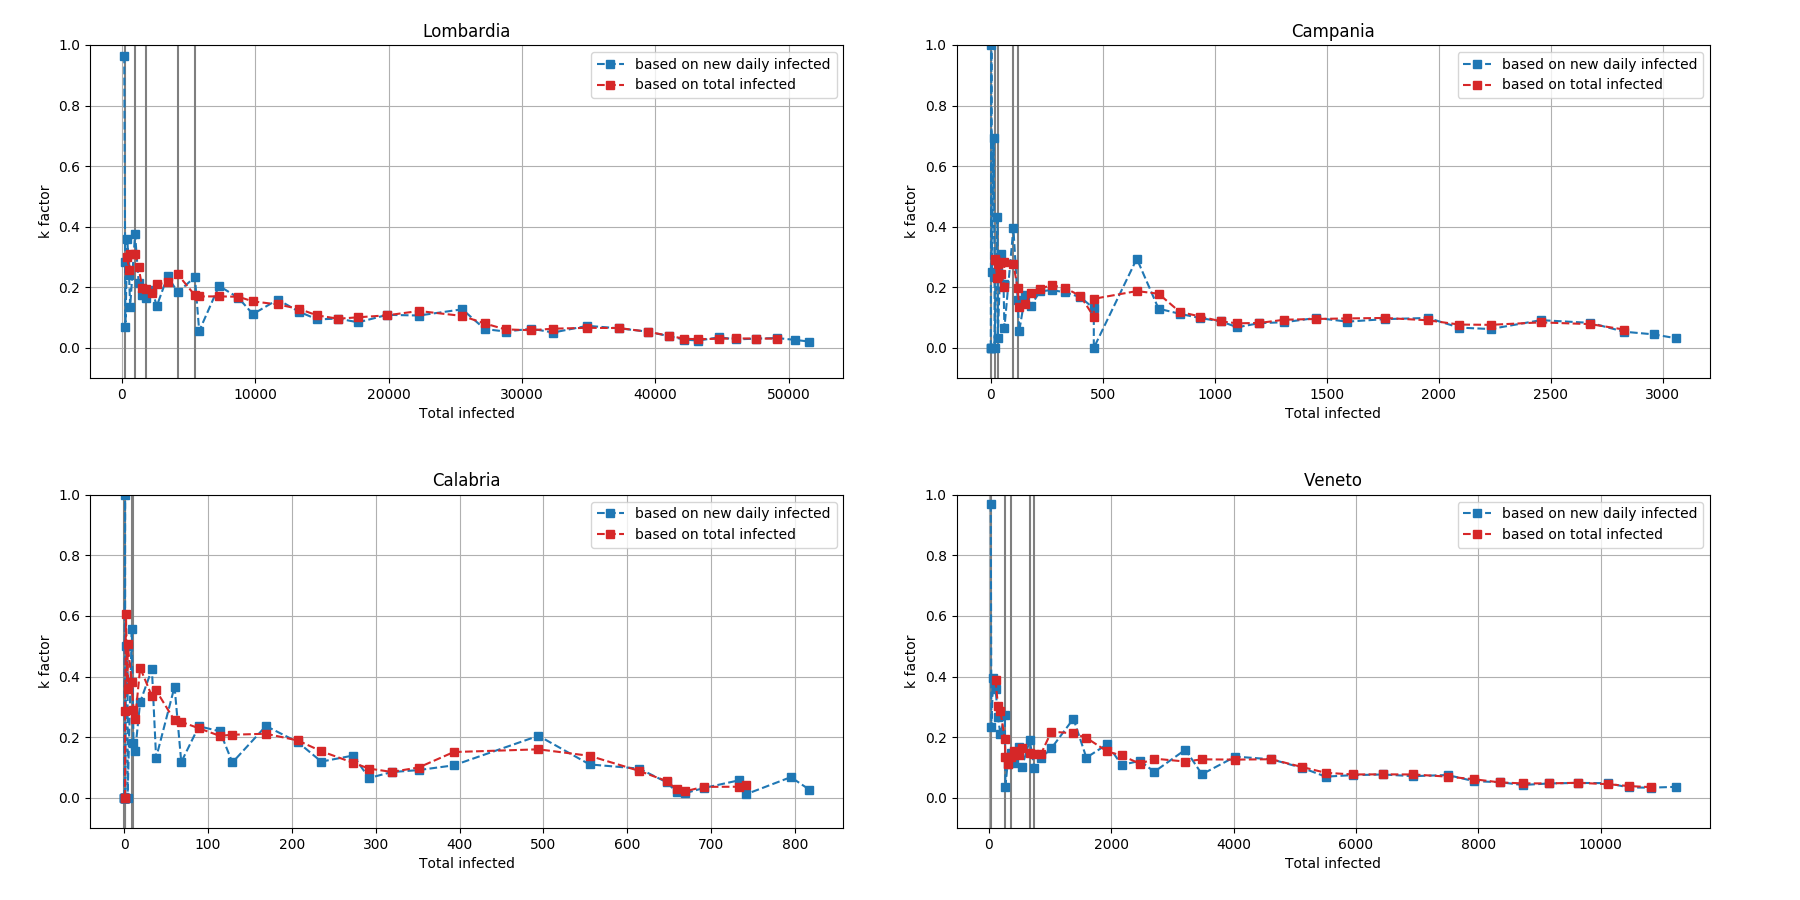 Lombardia
1.0
0.8
0.6
0.4
0.2
0.0
k factor
based on new daily infected
based on total infected
0 10000 20000 30000 40000 50000
Total infected
Campania
1.0
0.8
0.6
0.4
0.2
0.0
k factor
based on new daily infected
based on total infected
0 500 1000 1500 2000 2500 3000
Total infected
Calabria
1.0
0.8
0.6
0.4
0.2
0.0
k factor
based on new daily infected
based on total infected
0 100 200 300 400 500 600 700 800
Total infected
Veneto
1.0
0.8
0.6
0.4
0.2
0.0
k factor
based on new daily infected
based on total infected
0 2000 4000 6000 8000 10000
Total infected